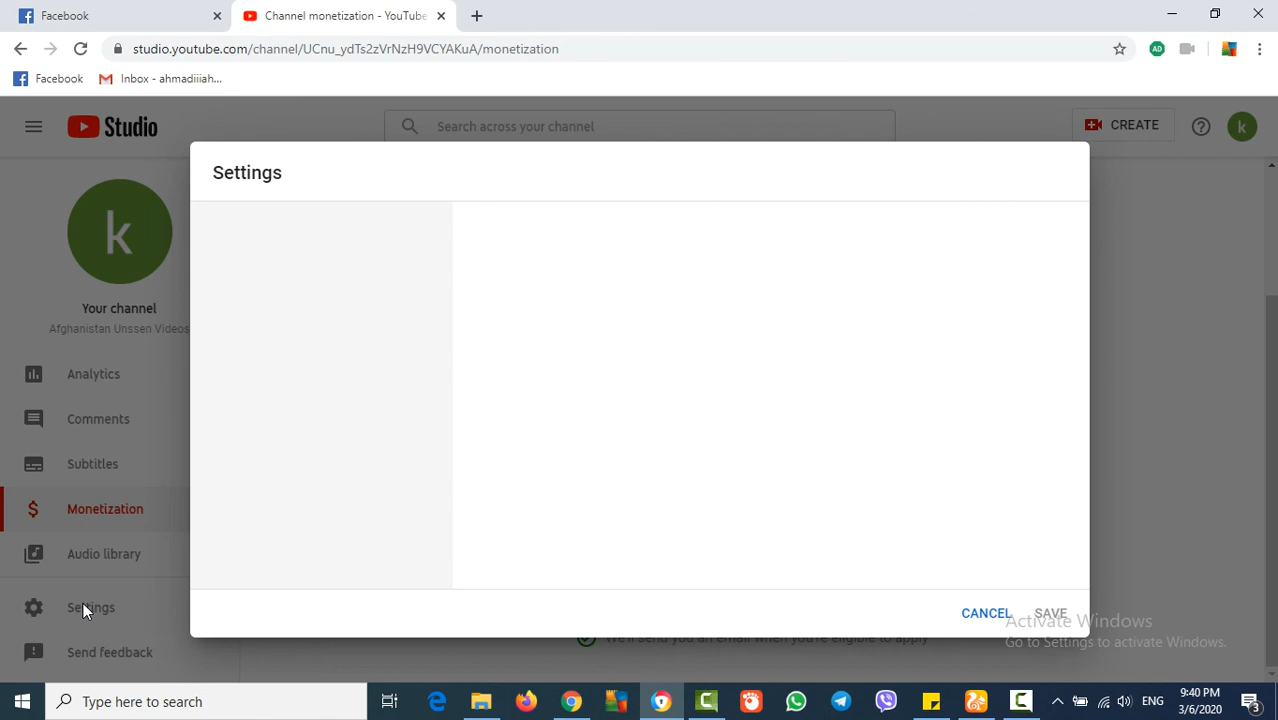 Facebook
Channel monetization - YouTube
studio.youtube.com/channel/UCnu_ydTs2zVrNzH9VCYAKuA/monetization
AD
Facebook
Inbox - ahmadiiiah...
Studio
Search across your channel
CREATE
k
Settings
k
Your channel
Afghanistan Unssen Videos
Analytics
Comments
Subtitles
Monetization
Audio library
Settings
Send feedback
CANCEL
SAVE
We'll send you an email when you're eligible to apply
Activate Windows
Go to Settings to activate Windows.
Type here to search
ENG
9:40 PM
3/6/2020
3